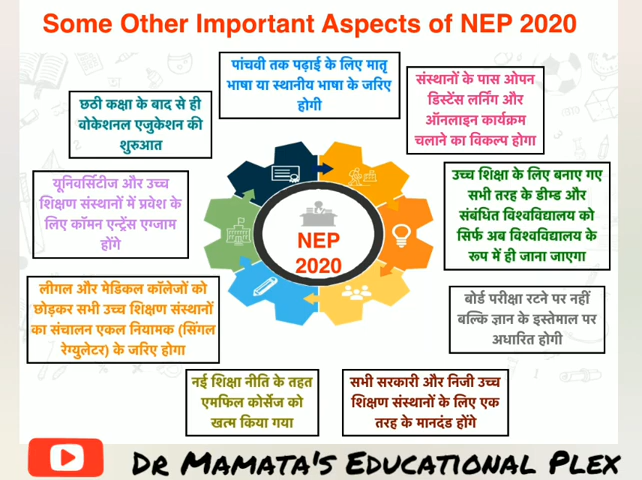 Some Other Important Aspects of NEP 2020
पांचवी तक पढ़ाई के लिए मातृ
भाषा या स्थानीय भाषा के जरिए
होगी
संस्थानों के पास ओपन
डिस्टेंस लर्निंग और
ऑनलाइन कार्यक्रम
चलाने का विकल्प होगा
उच्च शिक्षा के लिए बनाए गए
सभी तरह के डीम्ड और
संबंधित विश्वविद्यालय को
सिर्फ अब विश्वविद्यालय के
रूप में ही जाना जाएगा
बोर्ड परीक्षा रटने पर नहीं
बल्कि ज्ञान के इस्तेमाल पर
अधारित होगी
सभी सरकारी और निजी उच्च
शिक्षण संस्थानों के लिए एक
तरह के मानदंड होंगे
नई शिक्षा नीति के तहत
एमफिल कोर्सेज को
खत्म किया गया
लीगल और मेडिकल कॉलेजों को
छोड़कर सभी उच्च शिक्षण संस्थानों
का संचालन एकल नियामक (सिंगल
रेग्युलेटर) के जरिए होगा
यूनिवर्सिटीज और उच्च
शिक्षण संस्थानों में प्रवेश के
लिए कॉमन एन्ट्रेंस एग्जाम
होंगे
छठी कक्षा के बाद से ही
वोकेशनल एजुकेशन की
शुरुआत
NEP
2020
DR MAMATA'S EDUCATIONAL PLEX